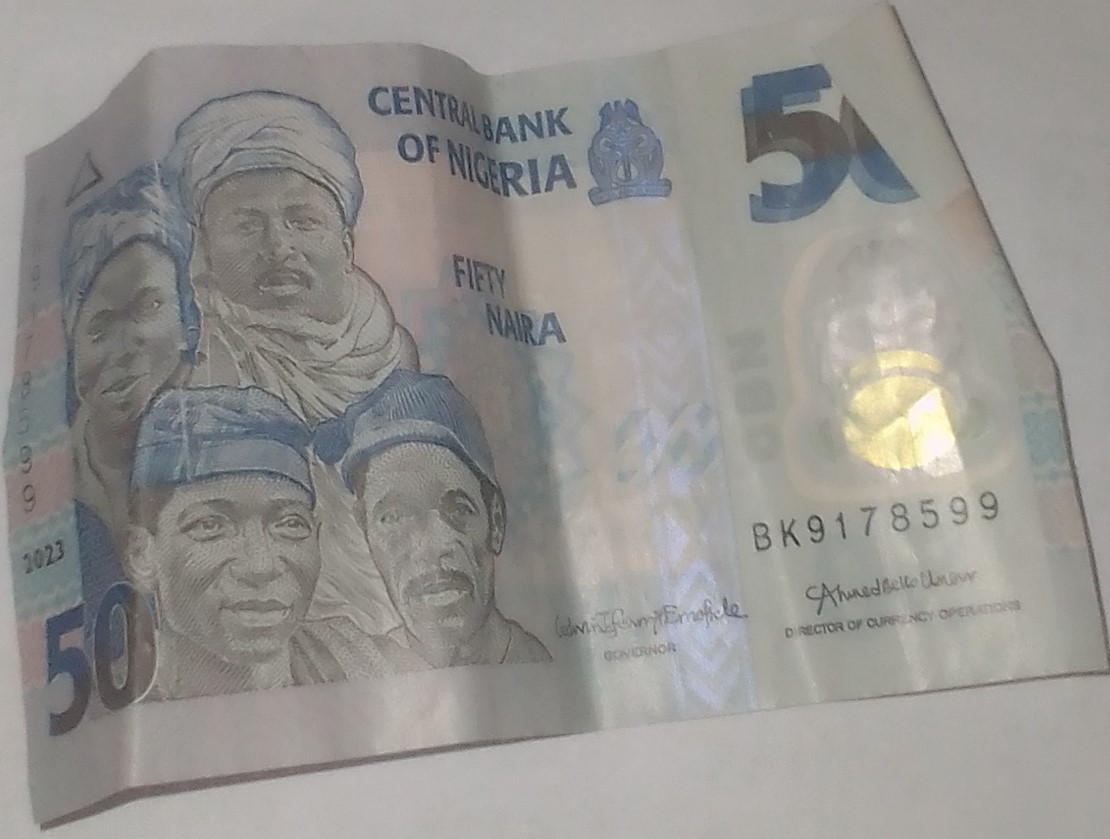 CENTRAL BANK
OF NIGERIA
50
FIFTY
NAIRA
BK9178599
2023
50
GOVERNOR
DIRECTOR OF CURRENCY OPERATIONS